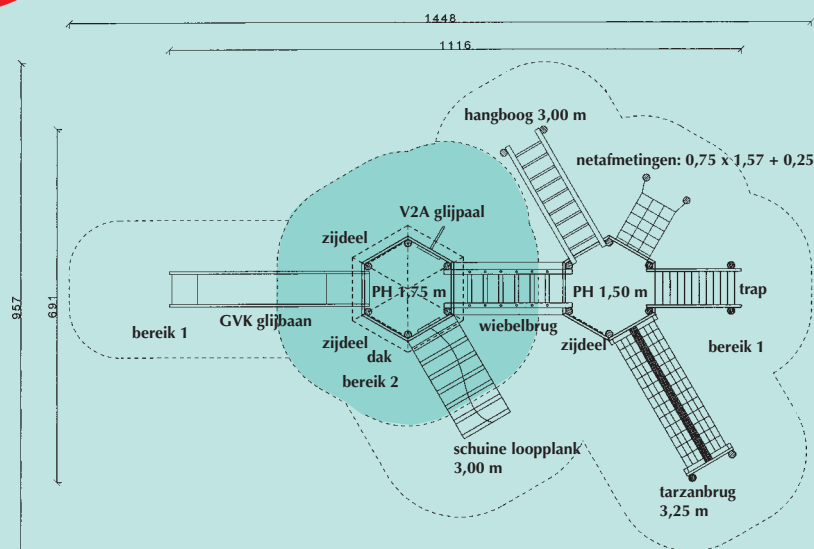 1448
1116
hangboog 3,00 m
netafmetingen: 0,75 x 1,57 + 0,25
V2A glijpaal
zijdeel
PH 1,75 m
PH 1,50 m
trap
957
691
GVK glijbaan
wiebelbrug
bereik 1
zijdeel
dak
zijdeel
bereik 1
bereik 2
schuine loopplank
3,00 m
tarzanbrug
3,25 m